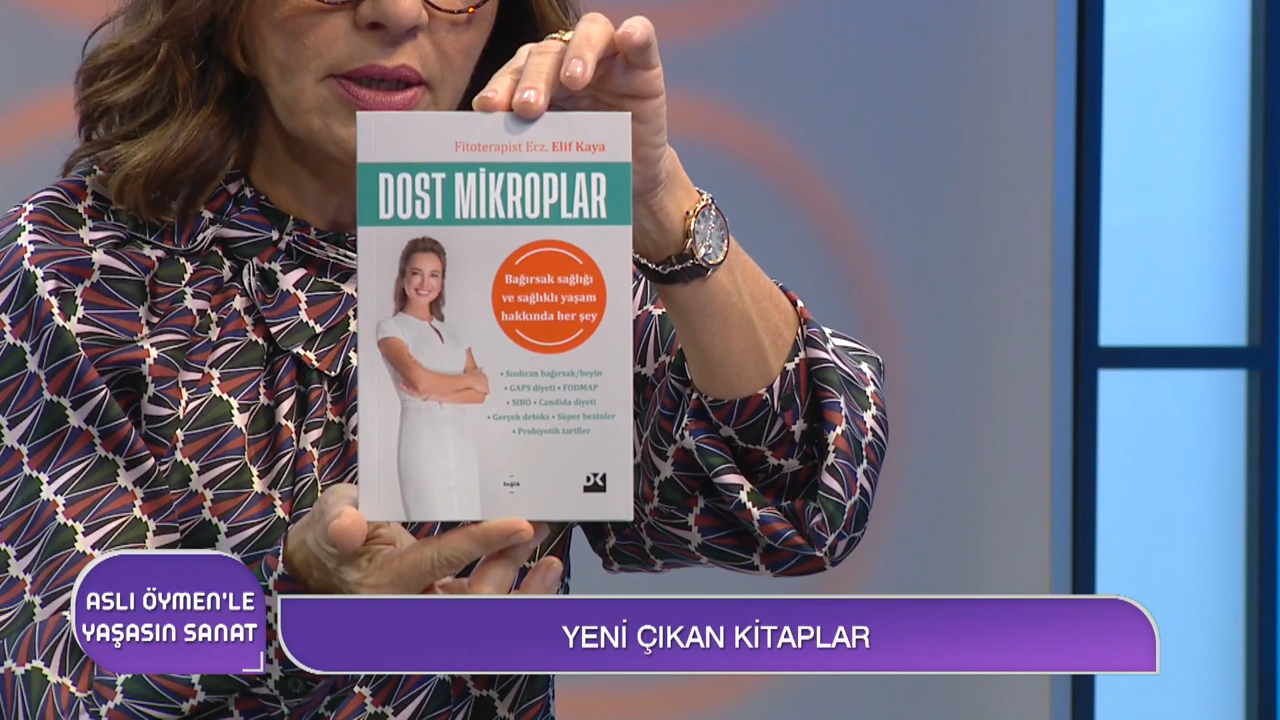 Fitoterapist Ecz. Elif Kaya
DOST MİKROPLAR
Bağırsak sağlığı
ve sağlıklı yaşam
hakkında her şey
• Sızdıran bağırsak/beyin
• GAPS diyeti • FODMAP
• SIBO • Candida diyeti
• Gerçek detoks • Süper besinler
• Probiyotik tarifler
Sağlık
DK
ASLI ÖYMEN'LE
YAŞASIN SANAT
YENİ ÇIKAN KİTAPLAR